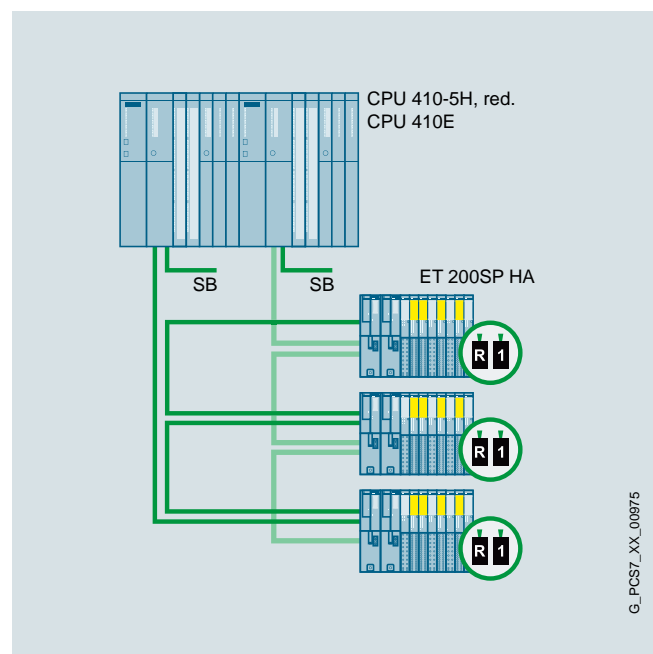 CPU 410-5H, red.
CPU 410E
SB
SB
ET 200SP HA
R 1
R 1
R 1
G_PCS7_XX_00975